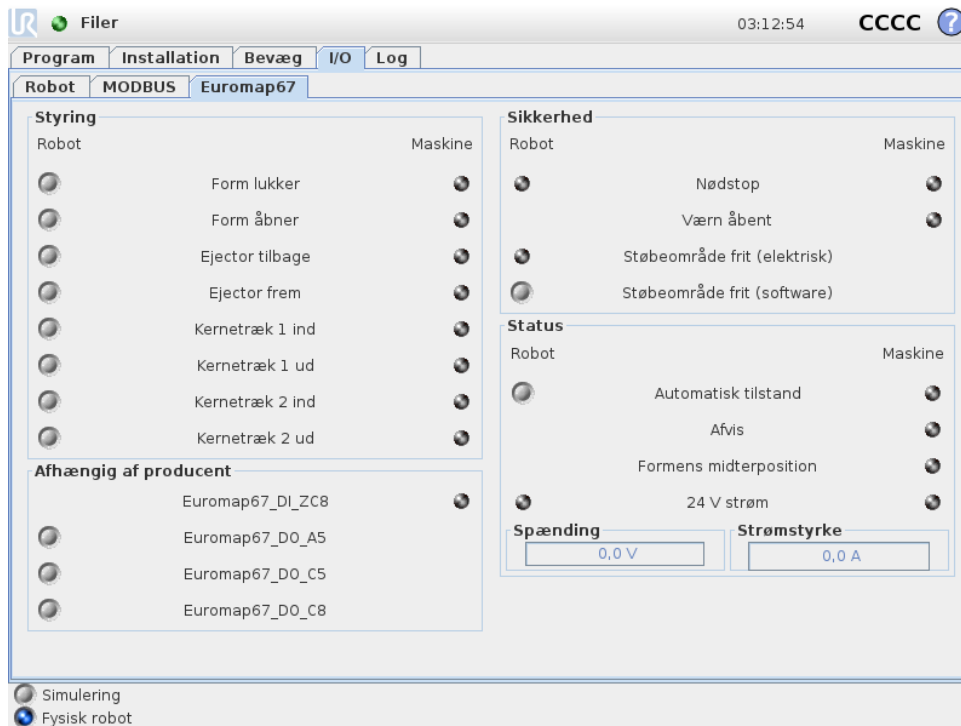 UR Filer 03:12:54 CCCC ?
Program Installation Bevæg I/O Log
Robot MODBUS Euromap67
Styring
Robot Maskine
Form lukker
Form åbner
Ejector tilbage
Ejector frem
Kernetræk 1 ind
Kernetræk 1 ud
Kernetræk 2 ind
Kernetræk 2 ud
Afhængig af producent
Euromap67_DI_ZC8
Euromap67_DO_A5
Euromap67_DO_C5
Euromap67_DO_C8
Sikkerhed
Robot Maskine
Nødstop
Værn åbent
Støbeområde frit (elektrisk)
Støbeområde frit (software)
Status
Robot Maskine
Automatisk tilstand
Afvis
Formens midterposition
24 V strøm
Spænding Strømstyrke
0,0 V 0,0 A
Simulering
Fysisk robot